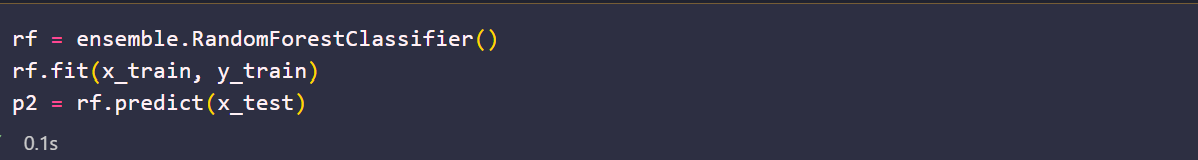 rf = ensemble.RandomForestClassifier()
rf.fit(x_train, y_train)
p2 = rf.predict(x_test)
0.1s